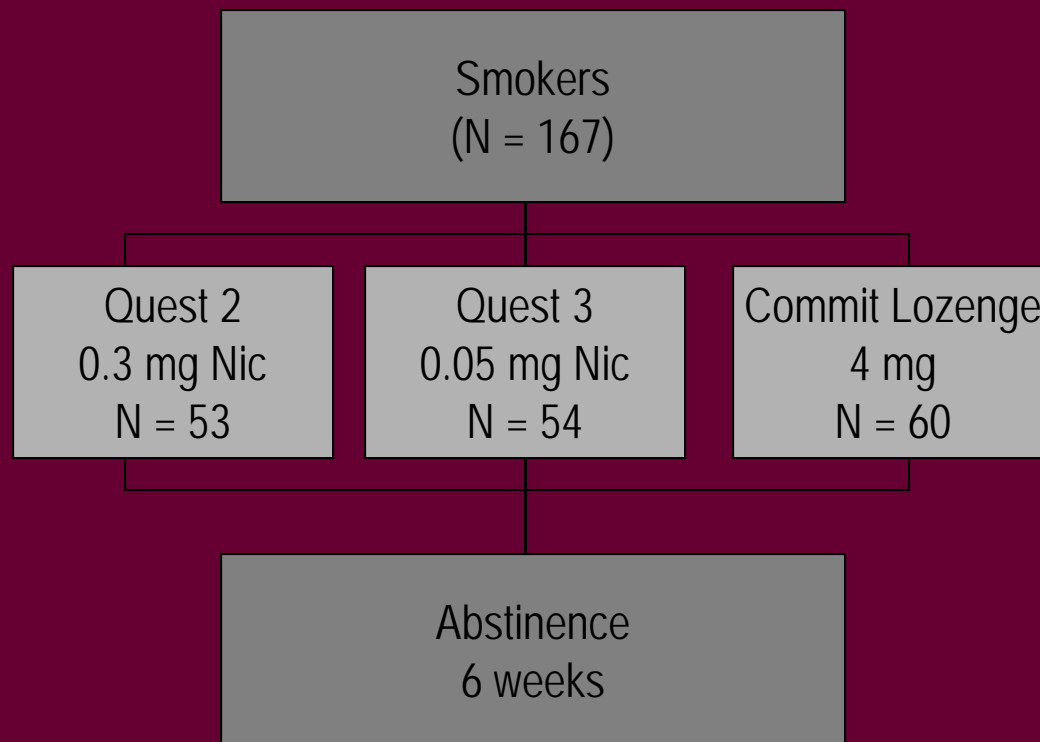 Smokers
(N = 167)
Quest 2
0.3 mg Nic
N = 53
Quest 3
0.05 mg Nic
N = 54
Commit Lozenge
4 mg
N = 60
Abstinence
6 weeks